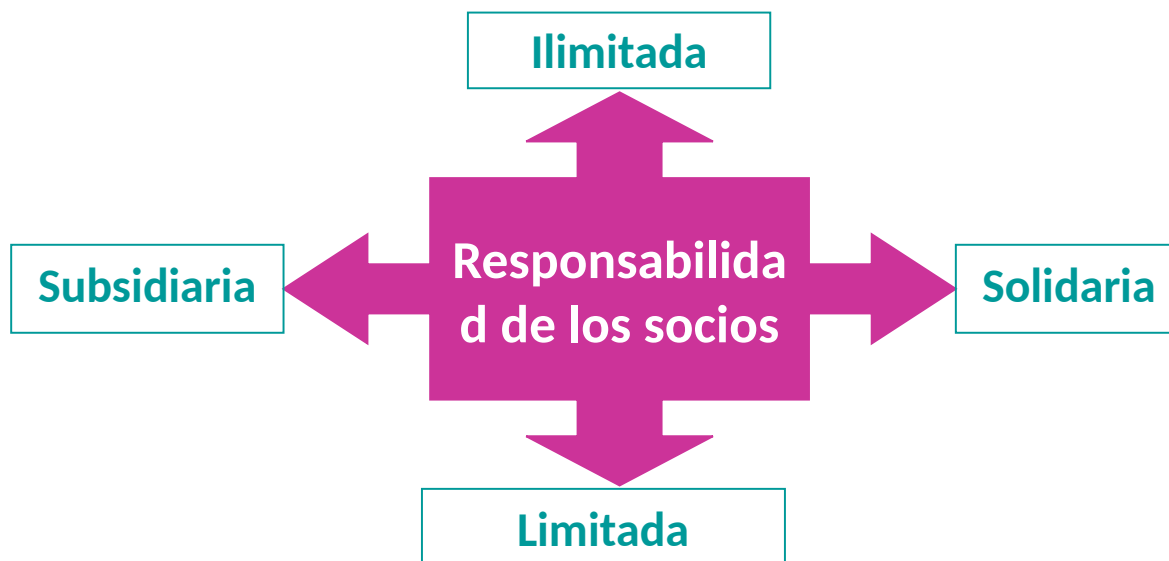 Ilimitada
Subsidiaria
Responsabilida
d de los socios
Solidaria
Limitada